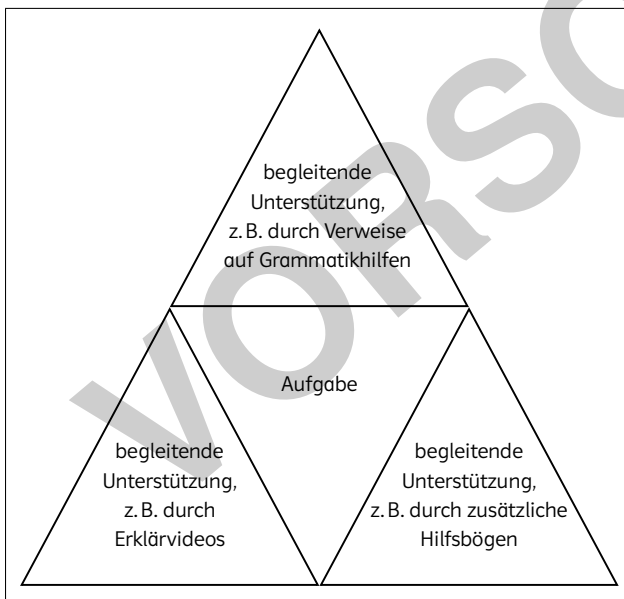 begleitende
Unterstützung,
z. B. durch Verweise
auf Grammatikhilfen
Aufgabe
begleitende
Unterstützung,
z. B. durch
Erklärvideos
begleitende
Unterstützung,
z. B. durch zusätzliche
Hilfsbögen
VORSC